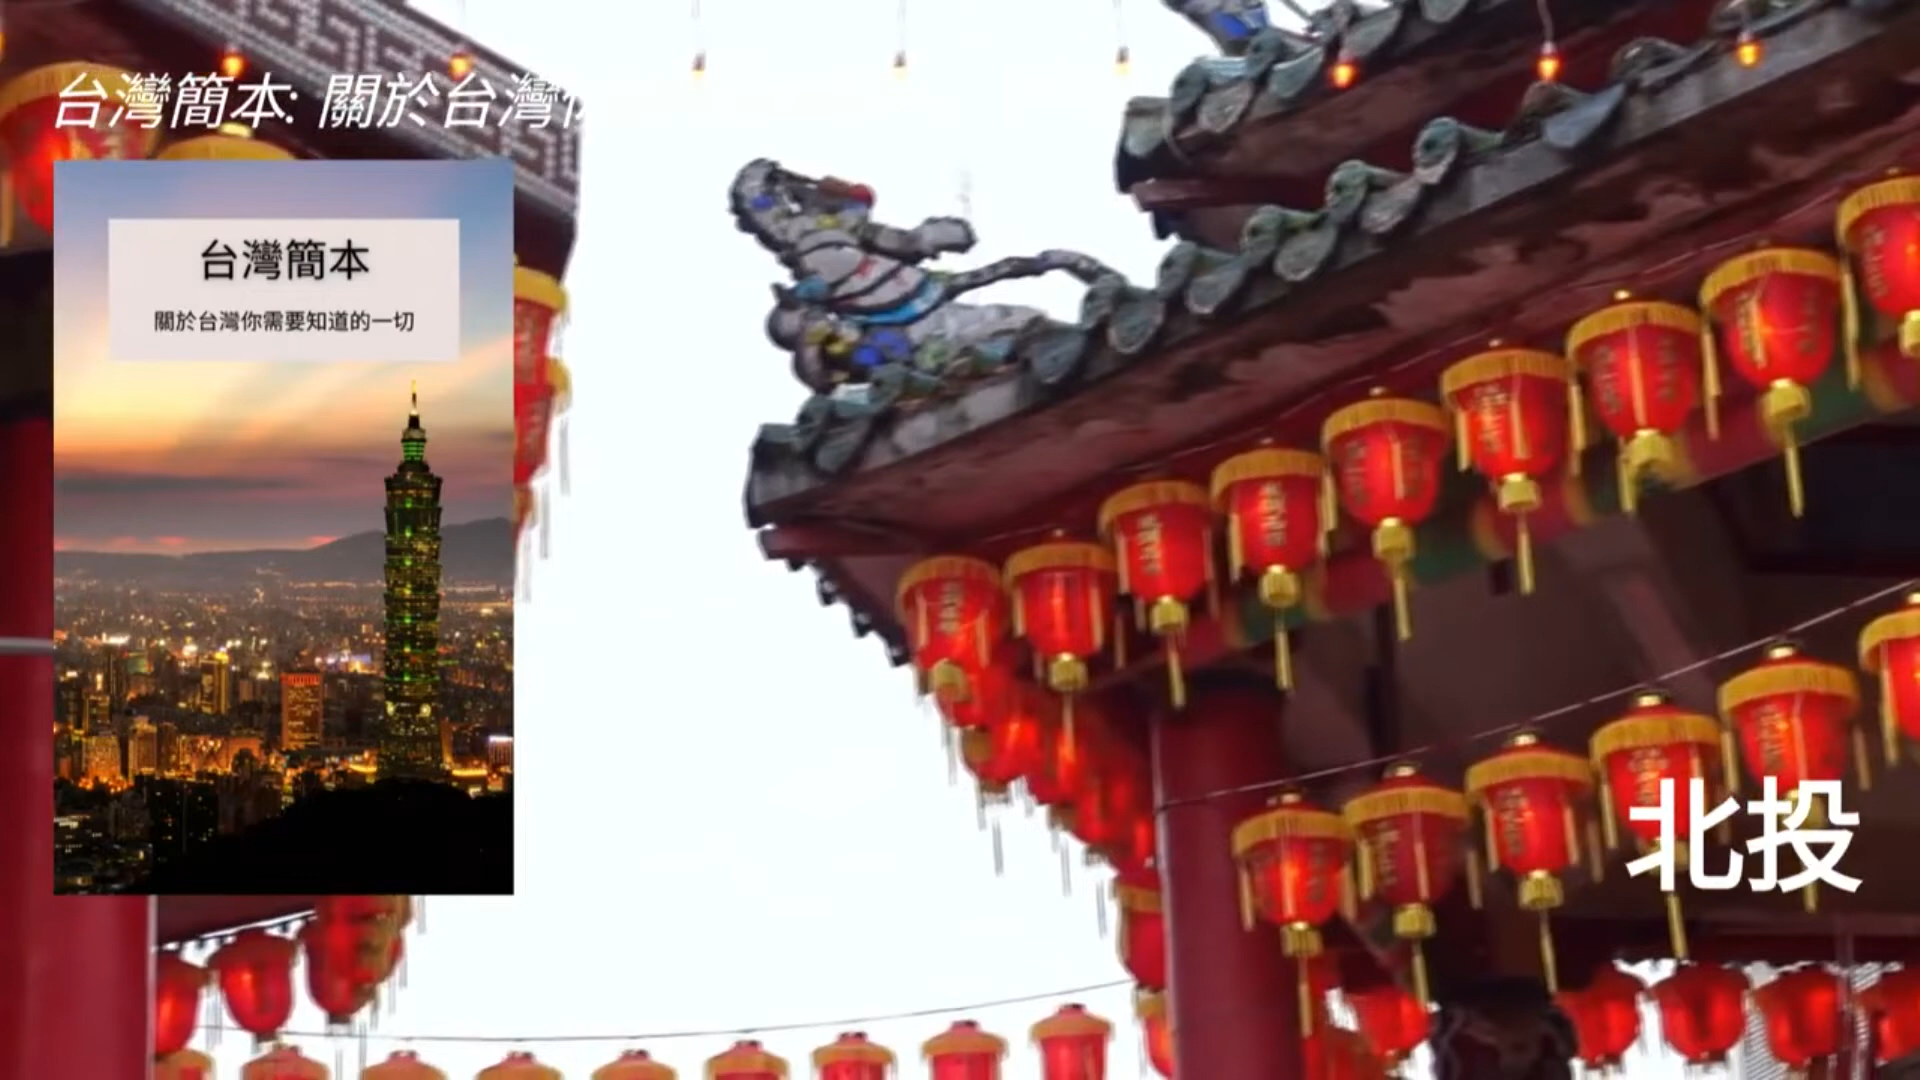 台灣簡本: 關於台灣
台灣簡本
關於台灣你需要知道的一切
北投